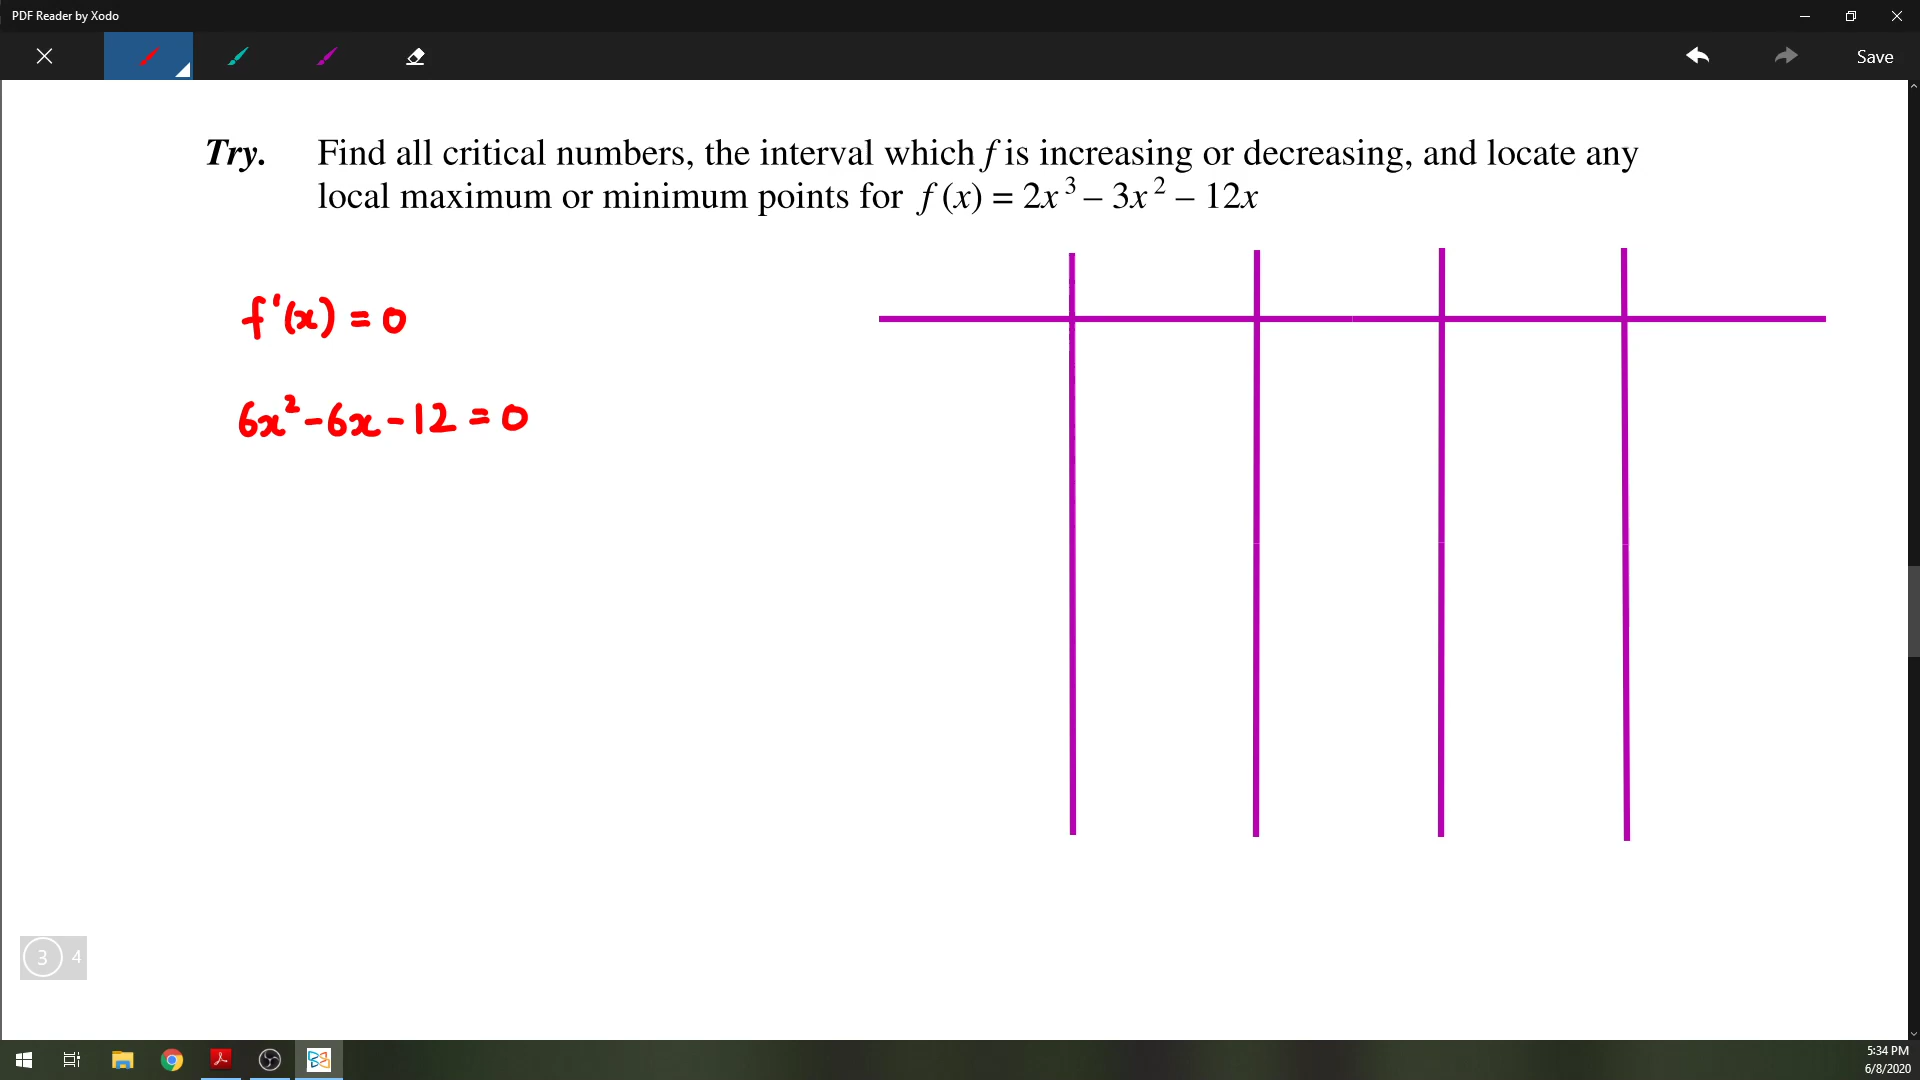 PDF Reader by Xodo
Save
Try. Find all critical numbers, the interval which f is increasing or decreasing, and locate any
local maximum or minimum points for f (x) = 2x³ – 3x² – 12x
f'(x) = 0
6x² - 6x - 12 = 0
3 4
5:34 PM
6/8/2020